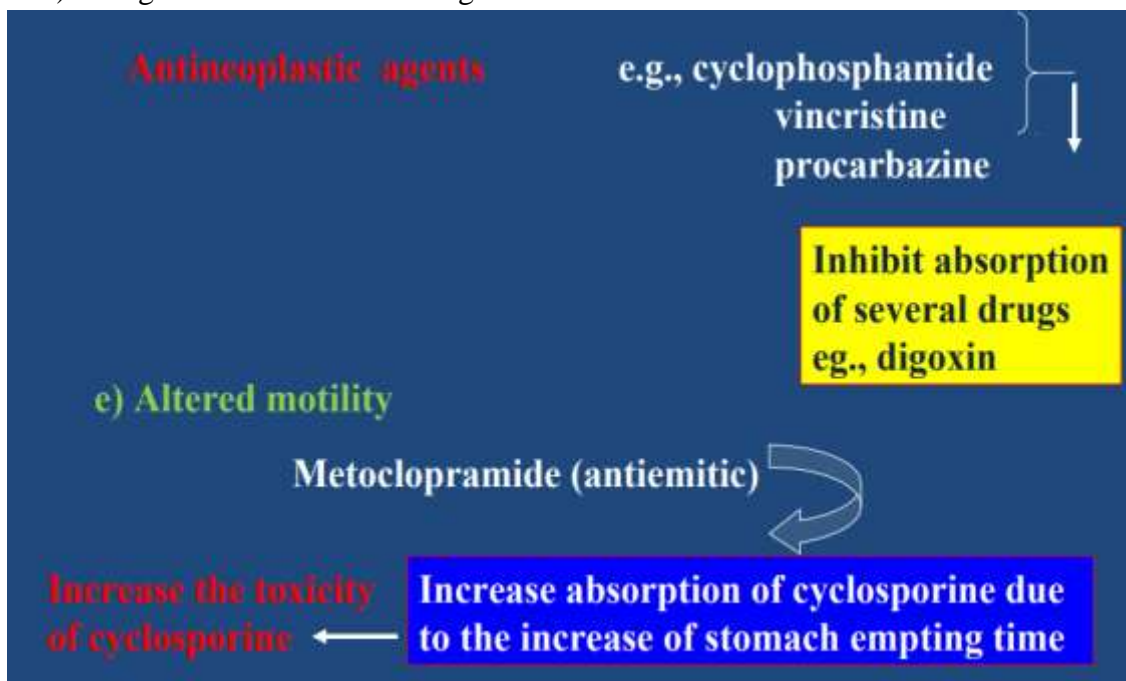 Antineoplastic agents e.g., cyclophosphamide
vincristine
procarbazine
Inhibit absorption
of several drugs
eg., digoxin
e) Altered motility
Metoclopramide (antiemitic)
Increase the toxicity
of cyclosporine
Increase absorption of cyclosporine due
to the increase of stomach empting time